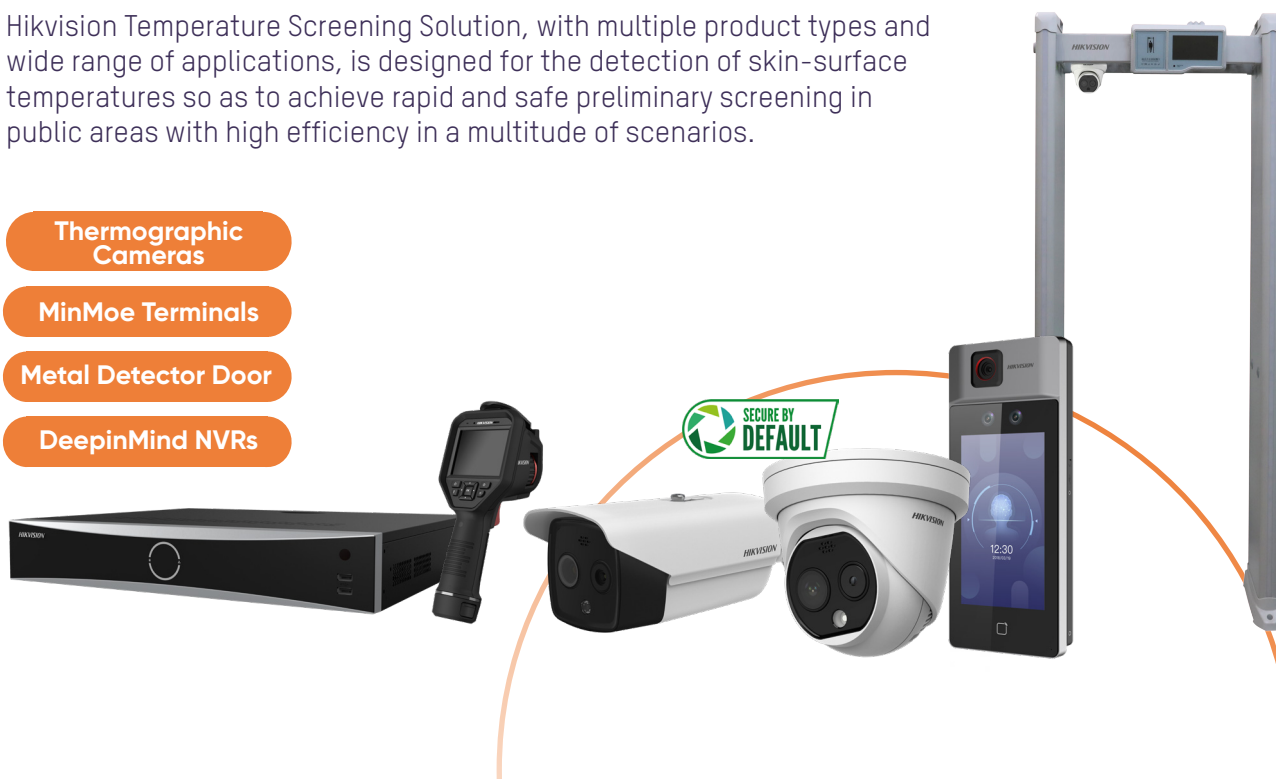 Hikvision Temperature Screening Solution, with multiple product types and
wide range of applications, is designed for the detection of skin-surface
temperatures so as to achieve rapid and safe preliminary screening in
public areas with high efficiency in a multitude of scenarios.
HIKVISION
Thermographic
Cameras
MinMoe Terminals
Metal Detector Door
DeepinMind NVRs
HIKVISION
SECURE BY
DEFAULT
HIKVISION
HIKVISION
HIKVISION
12:30